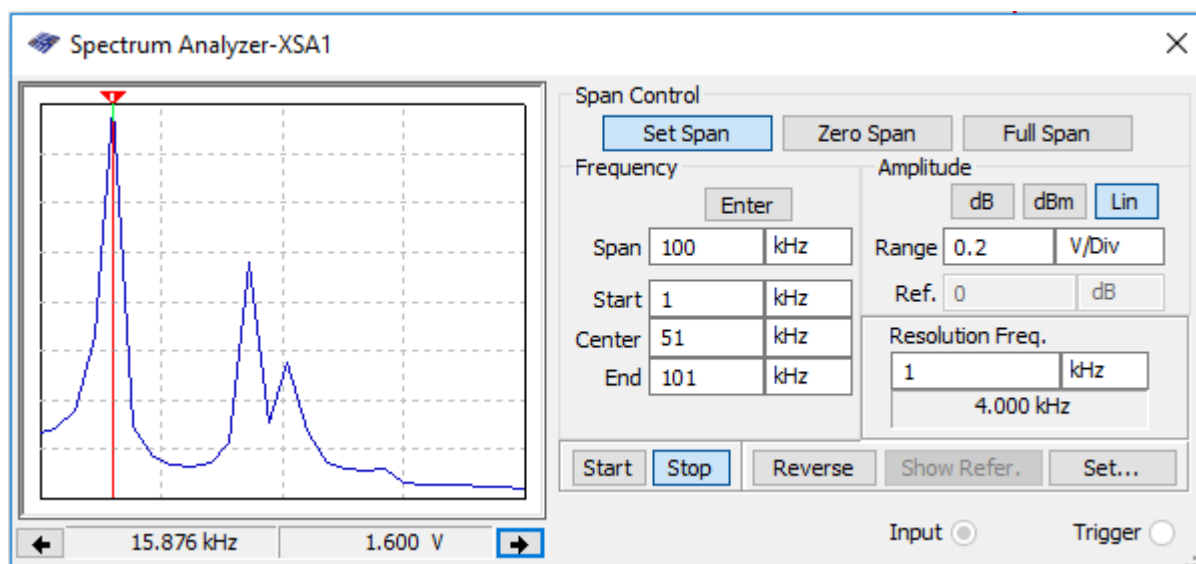 Spectrum Analyzer-XSA1
Span Control
Set Span Zero Span Full Span
Frequency
Enter
Span 100 kHz
Start 1 kHz
Center 51 kHz
End 101 kHz
Amplitude
dB dBm Lin
Range 0.2 V/Div
Ref. 0 dB
Resolution Freq.
1 kHz
4.000 kHz
Start Stop Reverse Show Refer. Set...
15.876 kHz 1.600 V
Input Trigger